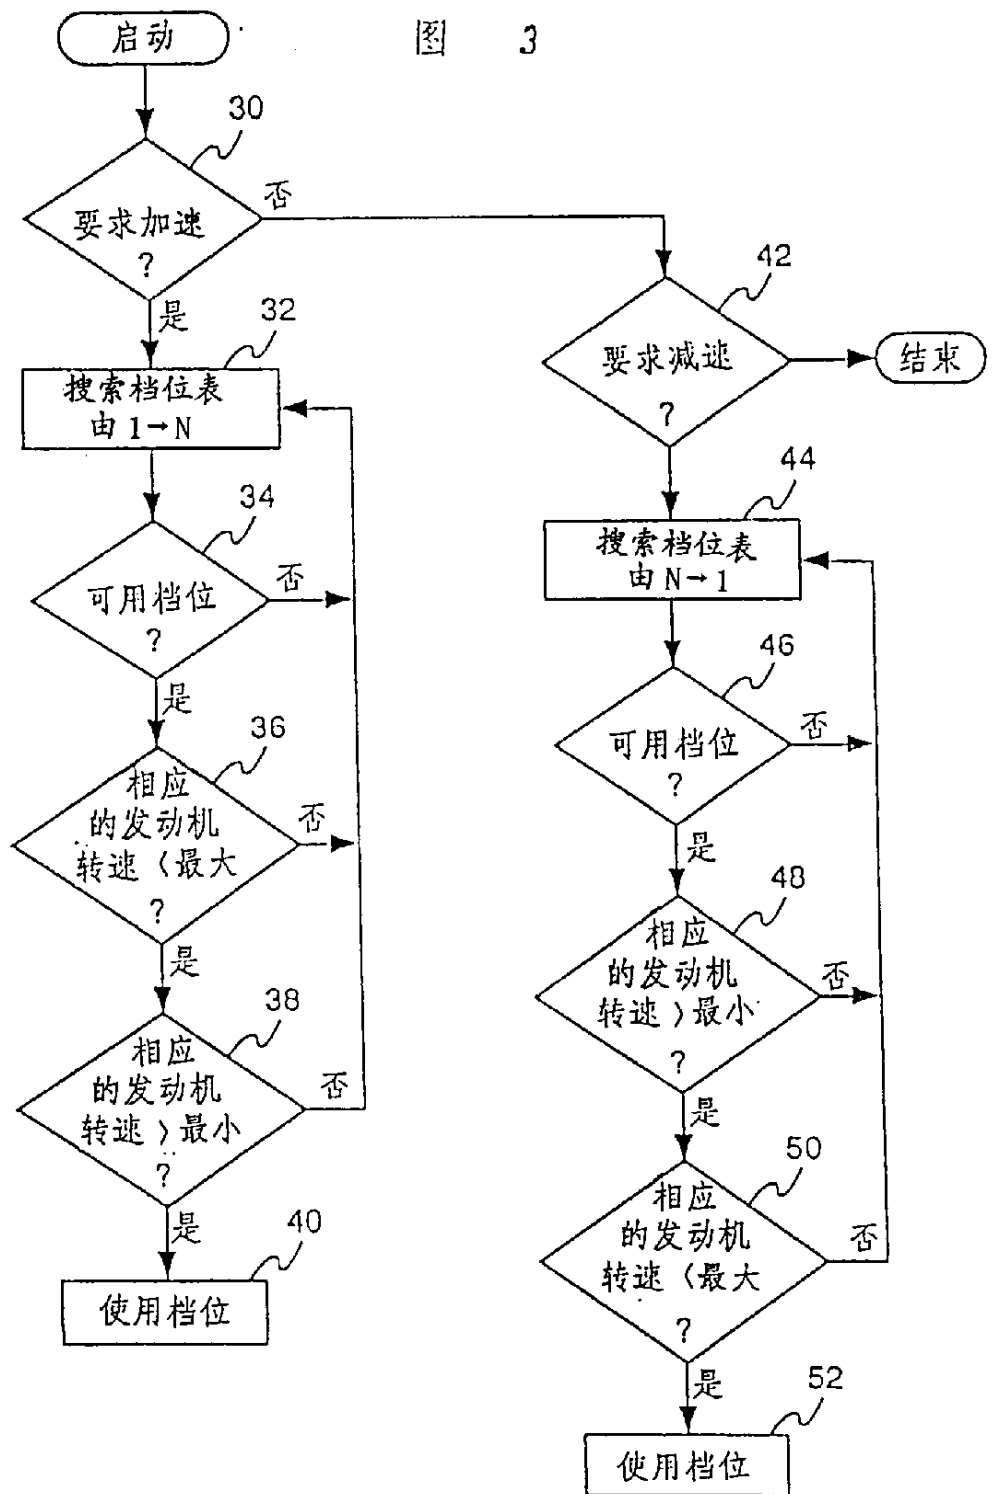 启动
图 3
30
要求加速
?
否
是
32
搜索档位表
由 1→N
34
可用档位
?
否
是
36
相应
的发动机
转速〈最大
?
否
是
38
相应
的发动机
转速〉最小
?
否
是
40
使用档位
42
要求减速
?
结束
44
搜索档位表
由 N→1
46
可用档位
?
否
是
48
相应
的发动机
转速〉最小
?
否
是
50
相应
的发动机
转速〈最大
?
否
是
52
使用档位